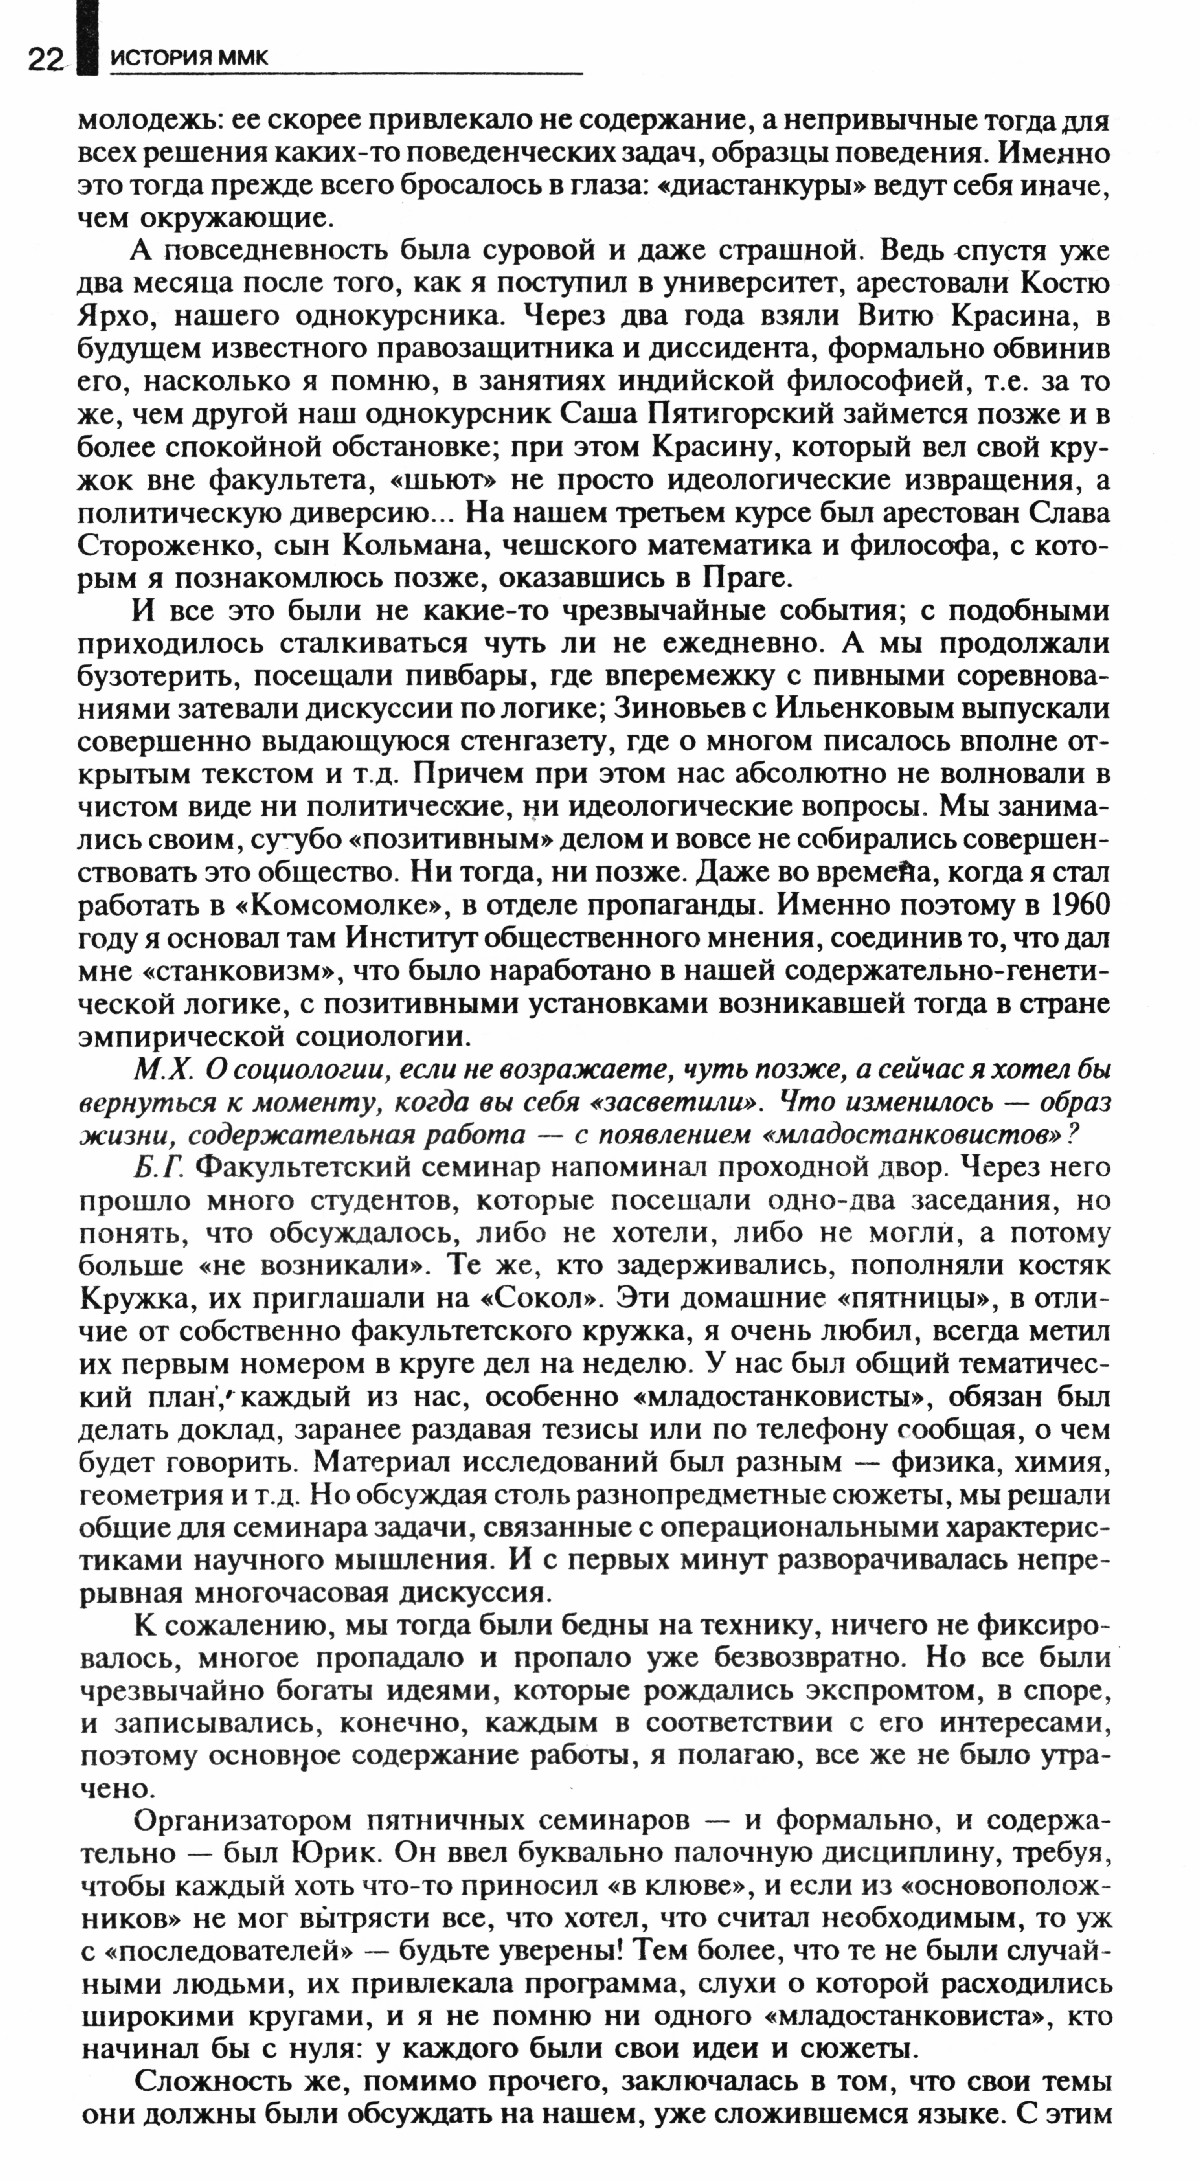 22 ИСТОРИЯ ММК
молодежь: ее скорее привлекало не содержание, а непривычные тогда для
всех решения каких-то поведенческих задач, образцы поведения. Именно
это тогда прежде всего бросалось в глаза: «диастанкуры» ведут себя иначе,
чем окружающие.
А повседневность была суровой и даже страшной. Ведь спустя уже
два месяца после того, как я поступил в университет, арестовали Костю
Ярхо, нашего однокурсника. Через два года взяли Витю Красина, в
будущем известного правозащитника и диссидента, формально обвинив
его, насколько я помню, в занятиях индийской философией, т.е. за то
же, чем другой наш однокурсник Саша Пятигорский займется позже и в
более спокойной обстановке; при этом Красину, который вел свой кру-
жок вне факультета, «шьют» не просто идеологические извращения, а
политическую диверсию... На нашем третьем курсе был арестован Слава
Стороженко, сын Кольмана, чешского математика и философа, с кото-
рым я познакомлюсь позже, оказавшись в Праге.
И все это были не какие-то чрезвычайные события; с подобными
приходилось сталкиваться чуть ли не ежедневно. А мы продолжали
бузотерить, посещали пивбары, где вперемежку с пивными соревнова-
ниями затевали дискуссии по логике; Зиновьев с Ильенковым выпускали
совершенно выдающуюся стенгазету, где о многом писалось вполне от-
крытым текстом и т.д. Причем при этом нас абсолютно не волновали в
чистом виде ни политические, ни идеологические вопросы. Мы занима-
лись своим, сугубо «позитивным» делом и вовсе не собирались совершен-
ствовать это общество. Ни тогда, ни позже. Даже во времена, когда я стал
работать в «Комсомолке», в отделе пропаганды. Именно поэтому в 1960
году я основал там Институт общественного мнения, соединив то, что дал
мне «станковизм», что было наработано в нашей содержательно-генети-
ческой логике, с позитивными установками возникавшей тогда в стране
эмпирической социологии.
М.Х. О социологии, если не возражаете, чуть позже, а сейчас я хотел бы
вернуться к моменту, когда вы себя «засветили». Что изменилось — образ
жизни, содержательная работа — с появлением «младостанковистов»?
Б.Г. Факультетский семинар напоминал проходной двор. Через него
прошло много студентов, которые посещали одно-два заседания, но
понять, что обсуждалось, либо не хотели, либо не могли, а потому
больше «не возникали». Те же, кто задерживались, пополняли костяк
Кружка, их приглашали на «Сокол». Эти домашние «пятницы», в отли-
чие от собственно факультетского кружка, я очень любил, всегда метил
их первым номером в круге дел на неделю. У нас был общий тематичес-
кий план, каждый из нас, особенно «младостанковисты», обязан был
делать доклад, заранее раздавая тезисы или по телефону сообщая, о чем
будет говорить. Материал исследований был разным — физика, химия,
геометрия и т.д. Но обсуждая столь разнопредметные сюжеты, мы решали
общие для семинара задачи, связанные с операциональными характерис-
тиками научного мышления. И с первых минут разворачивалась непре-
рывная многочасовая дискуссия.
К сожалению, мы тогда были бедны на технику, ничего не фиксиро-
валось, многое пропадало и пропало уже безвозвратно. Но все были
чрезвычайно богаты идеями, которые рождались экспромтом, в споре,
и записывались, конечно, каждым в соответствии с его интересами,
поэтому основное содержание работы, я полагаю, все же не было утра-
чено.
Организатором пятничных семинаров — и формально, и содержа-
тельно — был Юрик. Он ввел буквально палочную дисциплину, требуя,
чтобы каждый хоть что-то приносил «в клюве», и если из «основополож-
ников» не мог вытрясти все, что хотел, что считал необходимым, то уж
с «последователей» — будьте уверены! Тем более, что те не были случай-
ными людьми, их привлекала программа, слухи о которой расходились
широкими кругами, и я не помню ни одного «младостанковиста», кто
начинал бы с нуля: у каждого были свои идеи и сюжеты.
Сложность же, помимо прочего, заключалась в том, что свои темы
они должны были обсуждать на нашем, уже сложившемся языке. С этим